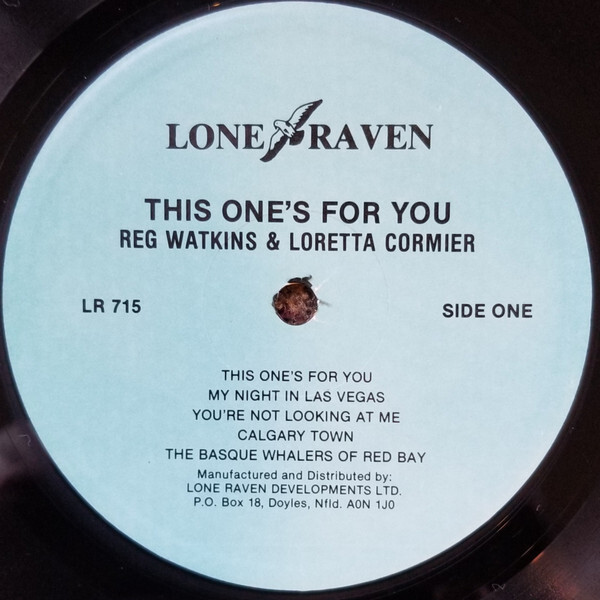 LONE RAVEN
THIS ONE'S FOR YOU
REG WATKINS & LORETTA CORMIER
LR 715
SIDE ONE
THIS ONE'S FOR YOU
MY NIGHT IN LAS VEGAS
YOU'RE NOT LOOKING AT ME
CALGARY TOWN
THE BASQUE WHALERS OF RED BAY
Manufactured and Distributed by:
LONE RAVEN DEVELOPMENTS LTD.
P.O. Box 18, Doyles, Nfld. A0N 1J0